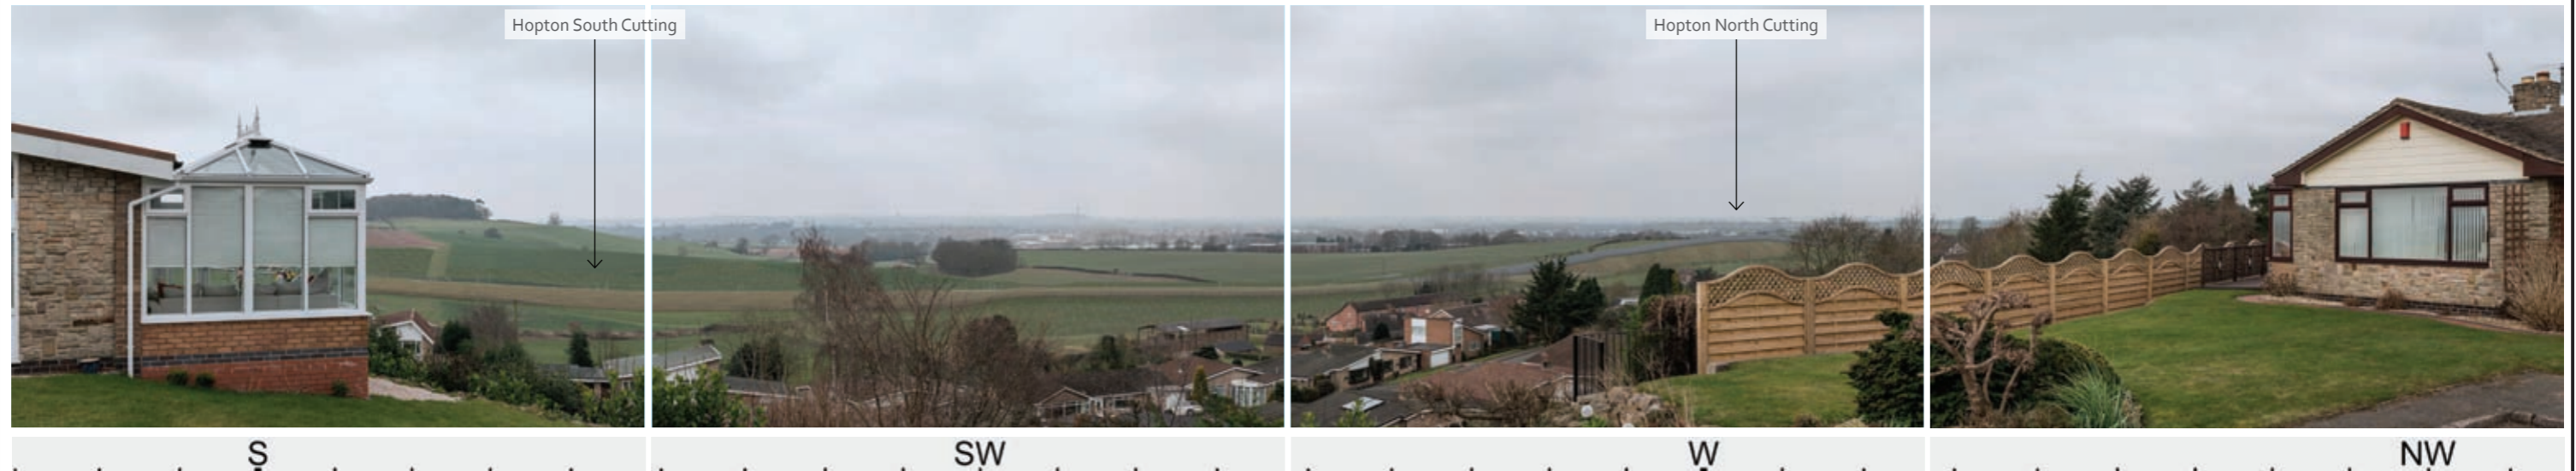 Hopton South Cutting
Hopton North Cutting
S
SW
W
NW